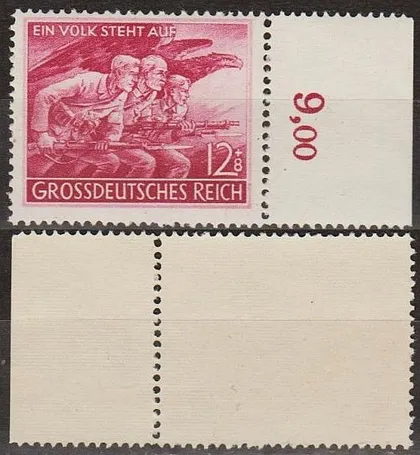 EIN VOLK STEHT AUF
12+8
GROSSDEUTSCHES REICH
9,00